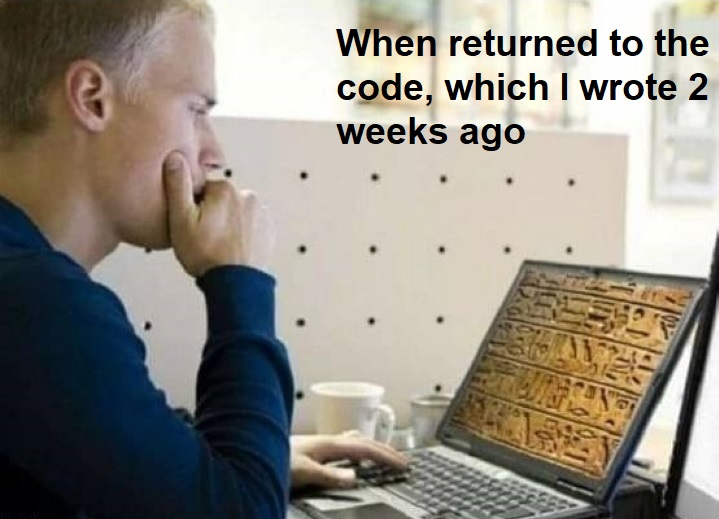 When returned to the
code, which I wrote 2
weeks ago